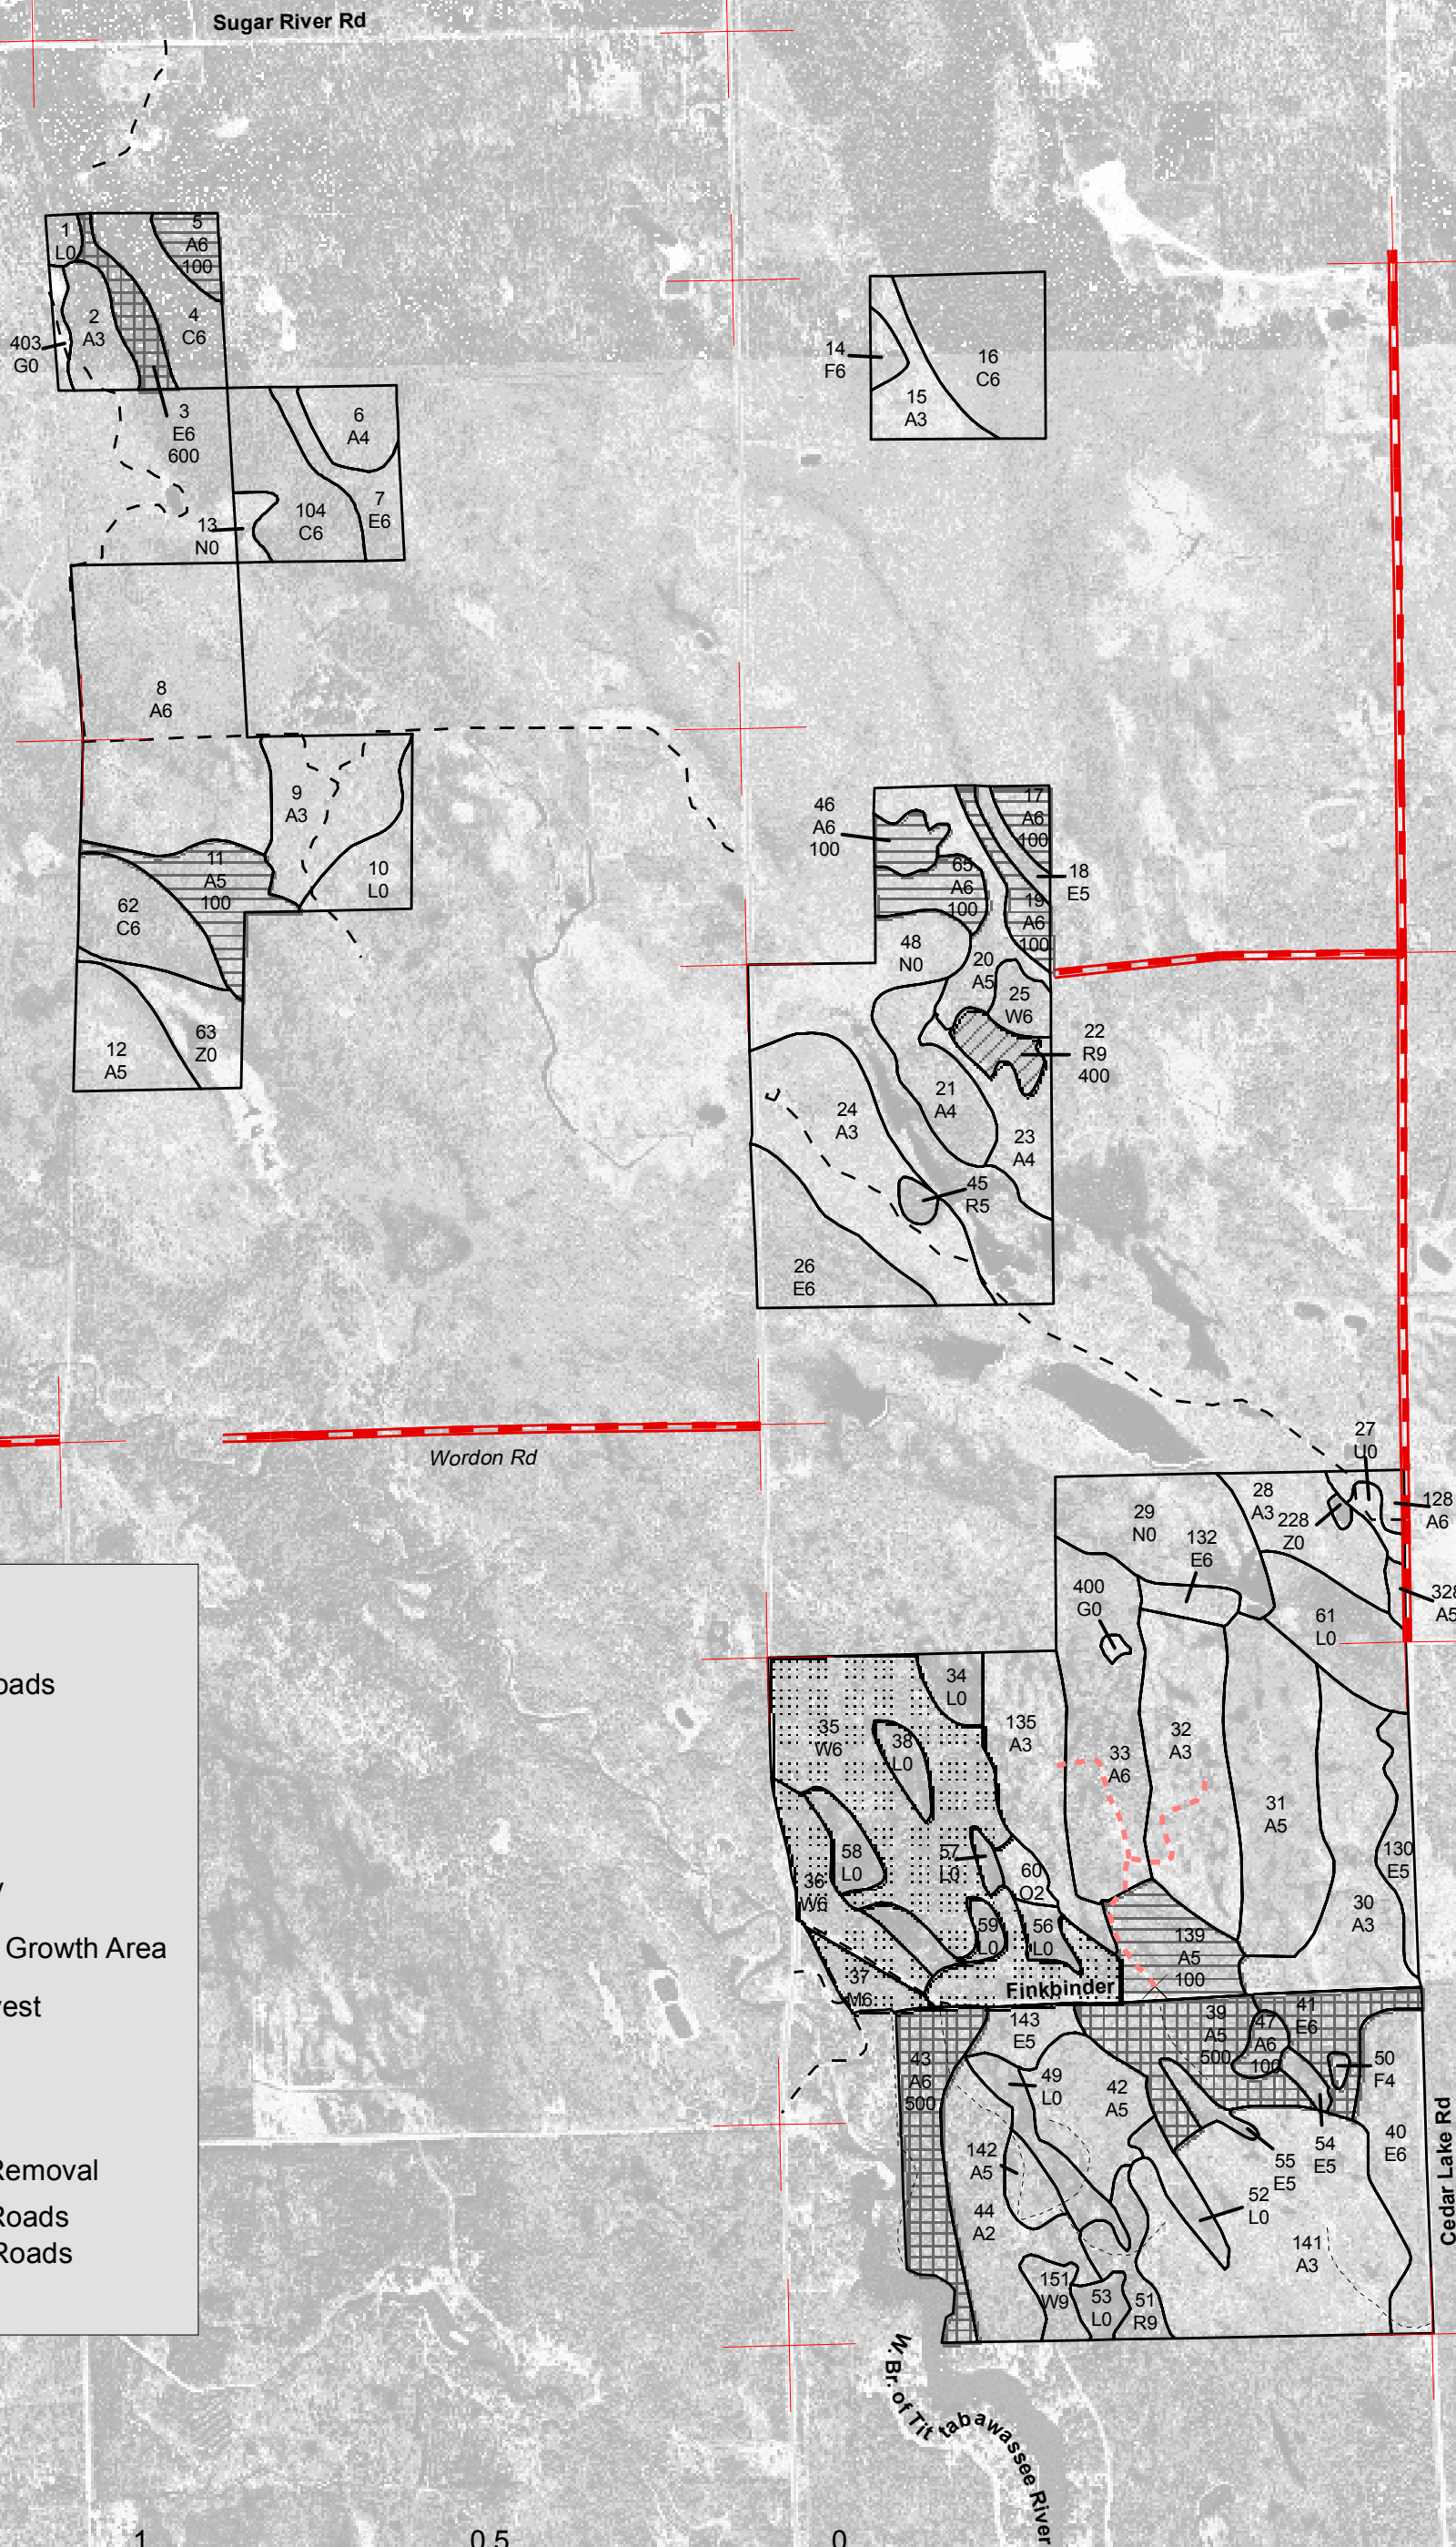 Sugar River Rd
1
L0
5
A6
100
2
A3
4
C6
403
G0
3
E6
600
6
A4
7
E6
104
C6
13
N0
14
F6
16
C6
15
A3
8
A6
9
A3
10
L0
11
A5
100
62
C6
63
Z0
12
A5
46
A6
100
17
A6
100
65
A6
100
18
E5
19
A6
100
48
N0
20
A5
25
W6
22
R9
400
21
A4
24
A3
23
A4
45
R5
26
E6
Wordon Rd
27
U0
28
A3
128
A6
29
N0
228
Z0
132
E6
400
G0
328
A5
61
L0
34
L0
35
W6
38
L0
135
A3
33
A6
32
A3
31
A5
130
E5
30
A3
58
L0
57
L0
60
O2
36
W6
59
L0
56
L0
139
A5
100
37
M6
Finkbinder
143
E5
39
A5
500
47
A6
100
41
E6
43
A6
500
49
L0
42
A5
50
F4
40
E6
54
E5
55
E5
142
A5
52
L0
44
A2
141
A3
151
W9
53
L0
51
R9
Cedar Lake Rd
W. Br. of Tittabawassee River
oads
y
Growth Area
vest
Removal
Roads
Roads
1
0.5
0